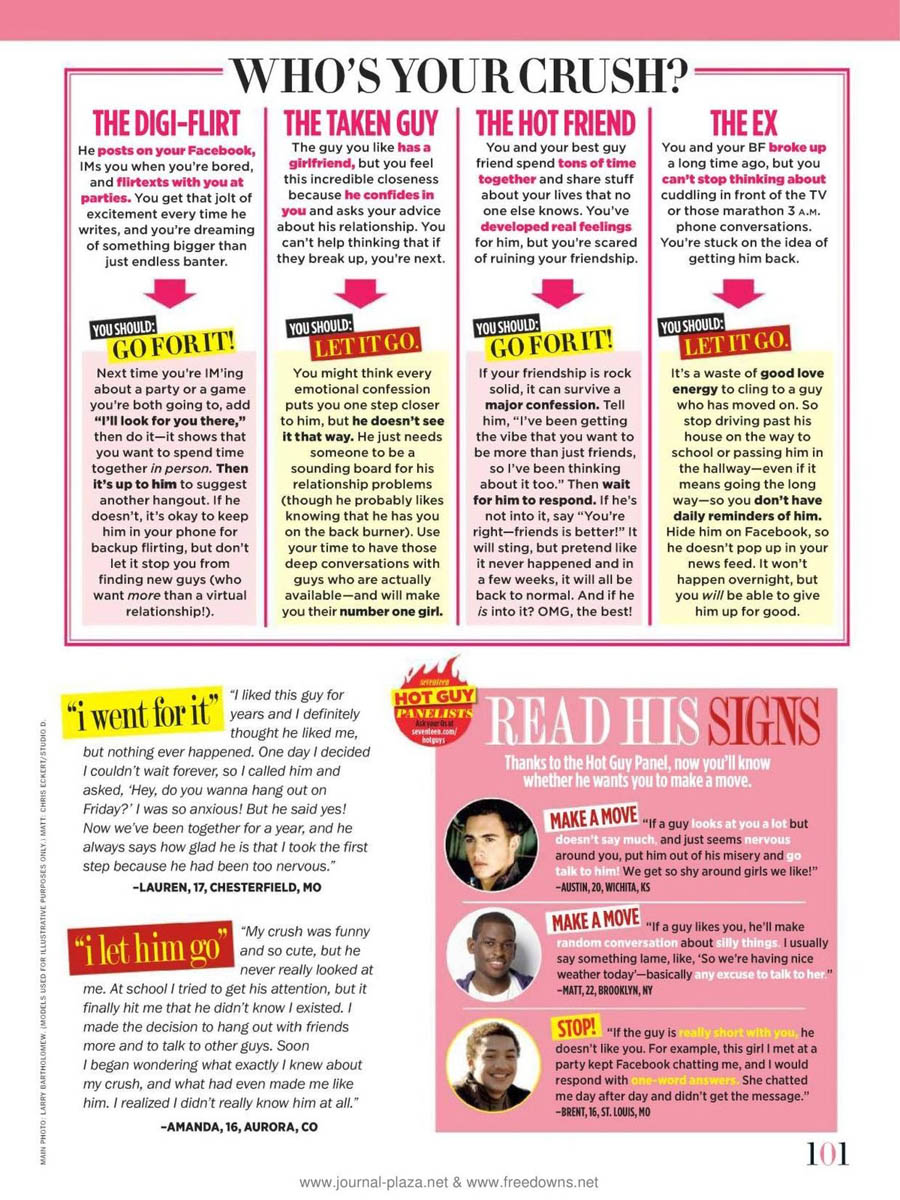 WHO'S YOUR CRUSH?
THE DIGI-FLIRT
He posts on your Facebook,
IMs you when you're bored,
and flirtexts with you at
parties. You get that jolt of
excitement every time he
writes, and you're dreaming
of something bigger than
just endless banter.
YOU SHOULD:
GO FOR IT!
Next time you're IM'ing
about a party or a game
you're both going to, add
"I'll look for you there,"
then do it—it shows that
you want to spend time
together in person. Then
it's up to him to suggest
another hangout. If he
doesn't, it's okay to keep
him in your phone for
backup flirting, but don't
let it stop you from
finding new guys (who
want more than a virtual
relationship!).
THE TAKEN GUY
The guy you like has a
girlfriend, but you feel
this incredible closeness
because he confides in
you and asks your advice
about his relationship. You
can't help thinking that if
they break up, you're next.
YOU SHOULD:
LET IT GO.
You might think every
emotional confession
puts you one step closer
to him, but he doesn't see
it that way. He just needs
someone to be a
sounding board for his
relationship problems
(though he probably likes
knowing that he has you
on the back burner). Use
your time to have those
deep conversations with
guys who are actually
available—and will make
you their number one girl.
THE HOT FRIEND
You and your best guy
friend spend tons of time
together and share stuff
about your lives that no
one else knows. You've
developed real feelings
for him, but you're scared
of ruining your friendship.
YOU SHOULD:
GO FOR IT!
If your friendship is rock
solid, it can survive a
major confession. Tell
him, "I've been getting
the vibe that you want to
be more than just friends,
so I've been thinking
about it too." Then wait
for him to respond. If he's
not into it, say "You're
right—friends is better!" It
will sting, but pretend like
it never happened and in
a few weeks, it will all be
back to normal. And if he
is into it? OMG, the best!
THE EX
You and your BF broke up
a long time ago, but you
can't stop thinking about
cuddling in front of the TV
or those marathon 3 A.M.
phone conversations.
You're stuck on the idea of
getting him back.
YOU SHOULD:
LET IT GO.
It's a waste of good love
energy to cling to a guy
who has moved on. So
stop driving past his
house on the way to
school or passing him in
the hallway—even if it
means going the long
way—so you don't have
daily reminders of him.
Hide him on Facebook, so
he doesn't pop up in your
news feed. It won't
happen overnight, but
you will be able to give
him up for good.
"i went for it"
"I liked this guy for
years and I definitely
thought he liked me,
but nothing ever happened. One day I decided
I couldn't wait forever, so I called him and
asked, 'Hey, do you wanna hang out on
Friday?' I was so anxious! But he said yes!
Now we've been together for a year, and he
always says how glad he is that I took the first
step because he had been too nervous."
–LAUREN, 17, CHESTERFIELD, MO
"i let him go"
"My crush was funny
and so cute, but he
never really looked at
me. At school I tried to get his attention, but it
finally hit me that he didn't know I existed. I
made the decision to hang out with friends
more and to talk to other guys. Soon
I began wondering what exactly I knew about
my crush, and what had even made me like
him. I realized I didn't really know him at all."
–AMANDA, 16, AURORA, CO
seventeen
HOT GUY
PANELISTS
Ask your Qs at
seventeen.com/
hotguys
READ HIS SIGNS
Thanks to the Hot Guy Panel, now you'll know
whether he wants you to make a move.
MAKE A MOVE
"If a guy looks at you a lot but
doesn't say much, and just seems nervous
around you, put him out of his misery and go
talk to him! We get so shy around girls we like!"
–AUSTIN, 20, WICHITA, KS
MAKE A MOVE
"If a guy likes you, he'll make
random conversation about silly things. I usually
say something lame, like, 'So we're having nice
weather today'—basically any excuse to talk to her."
–MATT, 22, BROOKLYN, NY
STOP!
"If the guy is really short with you, he
doesn't like you. For example, this girl I met at a
party kept Facebook chatting me, and I would
respond with one-word answers. She chatted
me day after day and didn't get the message."
–BRENT, 16, ST. LOUIS, MO
MAIN PHOTO: LARRY BARTHOLOMEW. (MODELS USED FOR ILLUSTRATIVE PURPOSES ONLY.) MATT: CHRIS ECKERT/STUDIO D.
101
www.journal-plaza.net & www.freedowns.net